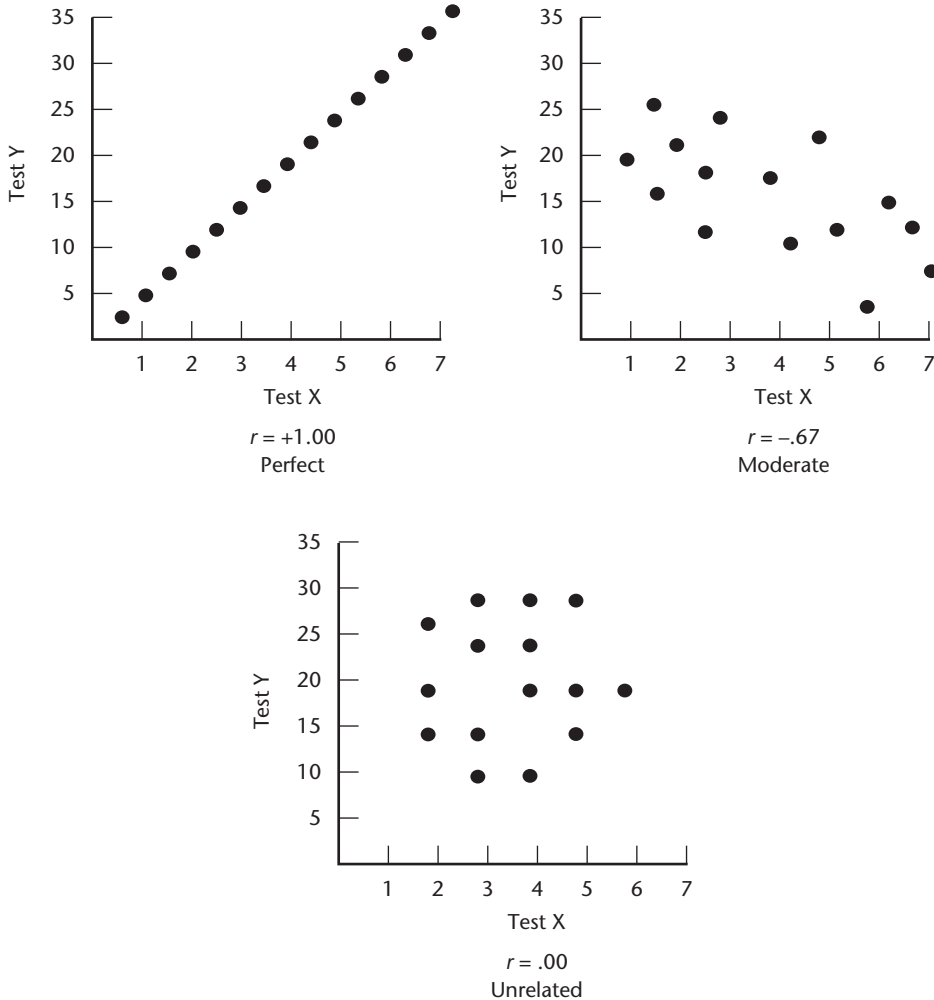 35
30
25
20
15
10
5
Test Y
1 2 3 4 5 6 7
Test X
r = +1.00
Perfect
35
30
25
20
15
10
5
Test Y
1 2 3 4 5 6 7
Test X
r = –.67
Moderate
35
30
25
20
15
10
5
Test Y
1 2 3 4 5 6 7
Test X
r = .00
Unrelated